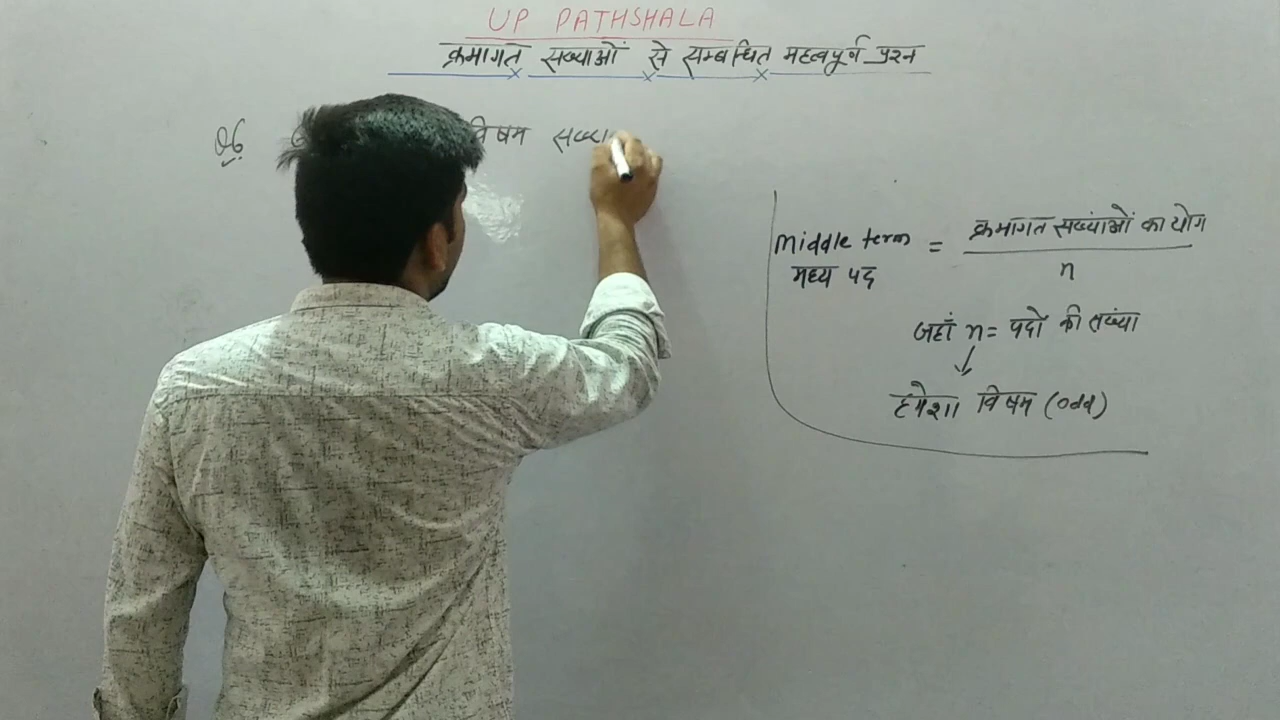 UP PATHSHALA
क्रमागत सख्याओं से सम्बन्धित महत्वपूर्ण प्रश्न
Q6 विषम सख्या
Middle term = क्रमागत सख्यांओं का योग
मध्य पद n
जहाँ n = पदों की संख्या
हमेशा विषम (odd)